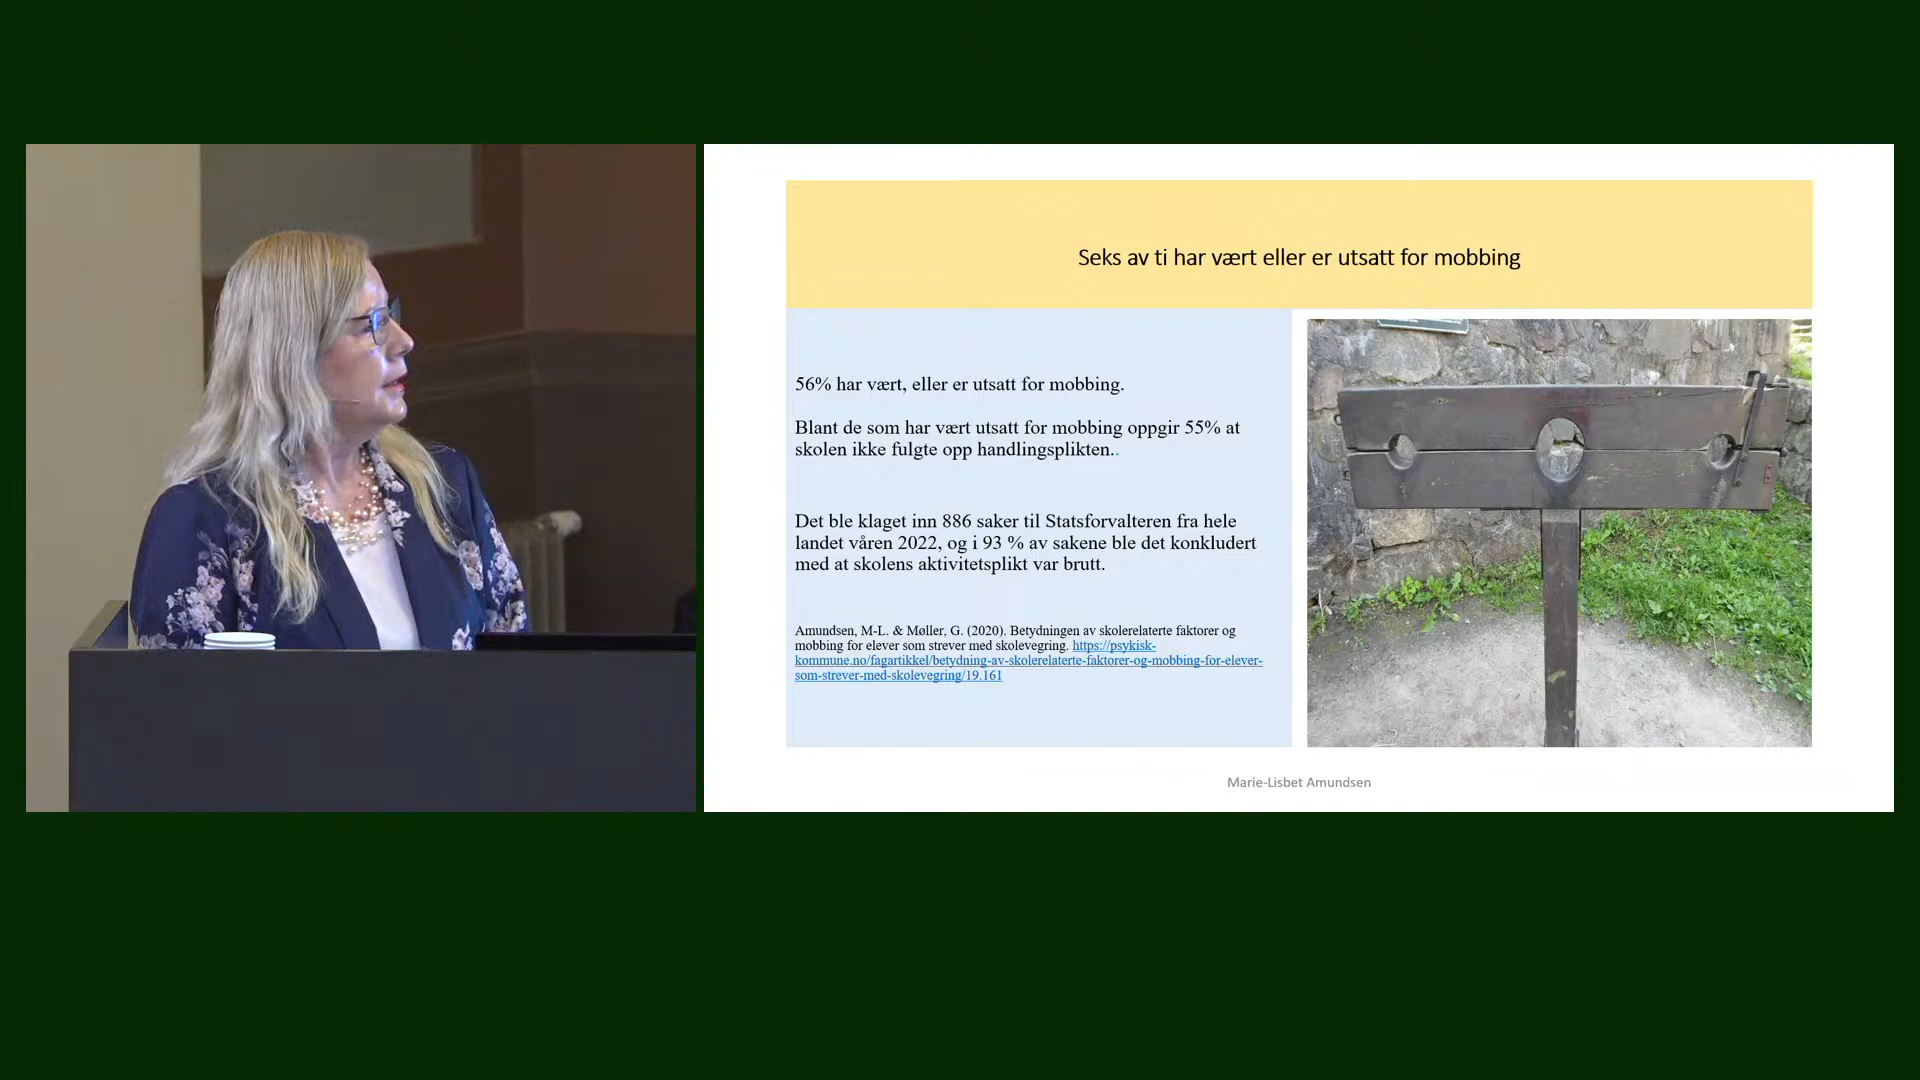 Seks av ti har vært eller er utsatt for mobbing
56% har vært, eller er utsatt for mobbing.
Blant de som har vært utsatt for mobbing oppgir 55% at
skolen ikke fulgte opp handlingsplikten..
Det ble klaget inn 886 saker til Statsforvalteren fra hele
landet våren 2022, og i 93 % av sakene ble det konkludert
med at skolens aktivitetsplikt var brutt.
Amundsen, M-L. & Møller, G. (2020). Betydningen av skolerelaterte faktorer og
mobbing for elever som strever med skolevegring. https://psykisk-
kommune.no/fagartikkel/betydning-av-skolerelaterte-faktorer-og-mobbing-for-elever-
som-strever-med-skolevegring/19.161
Marie-Lisbet Amundsen